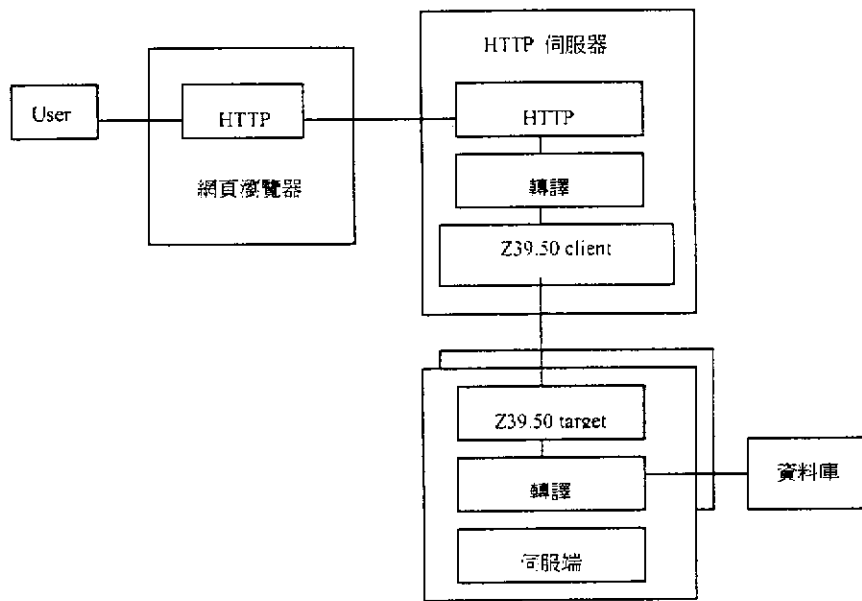 HTTP 伺服器
User
HTTP
HTTP
網頁瀏覽器
轉譯
Z39.50 client
Z39.50 target
轉譯
資料庫
伺服端